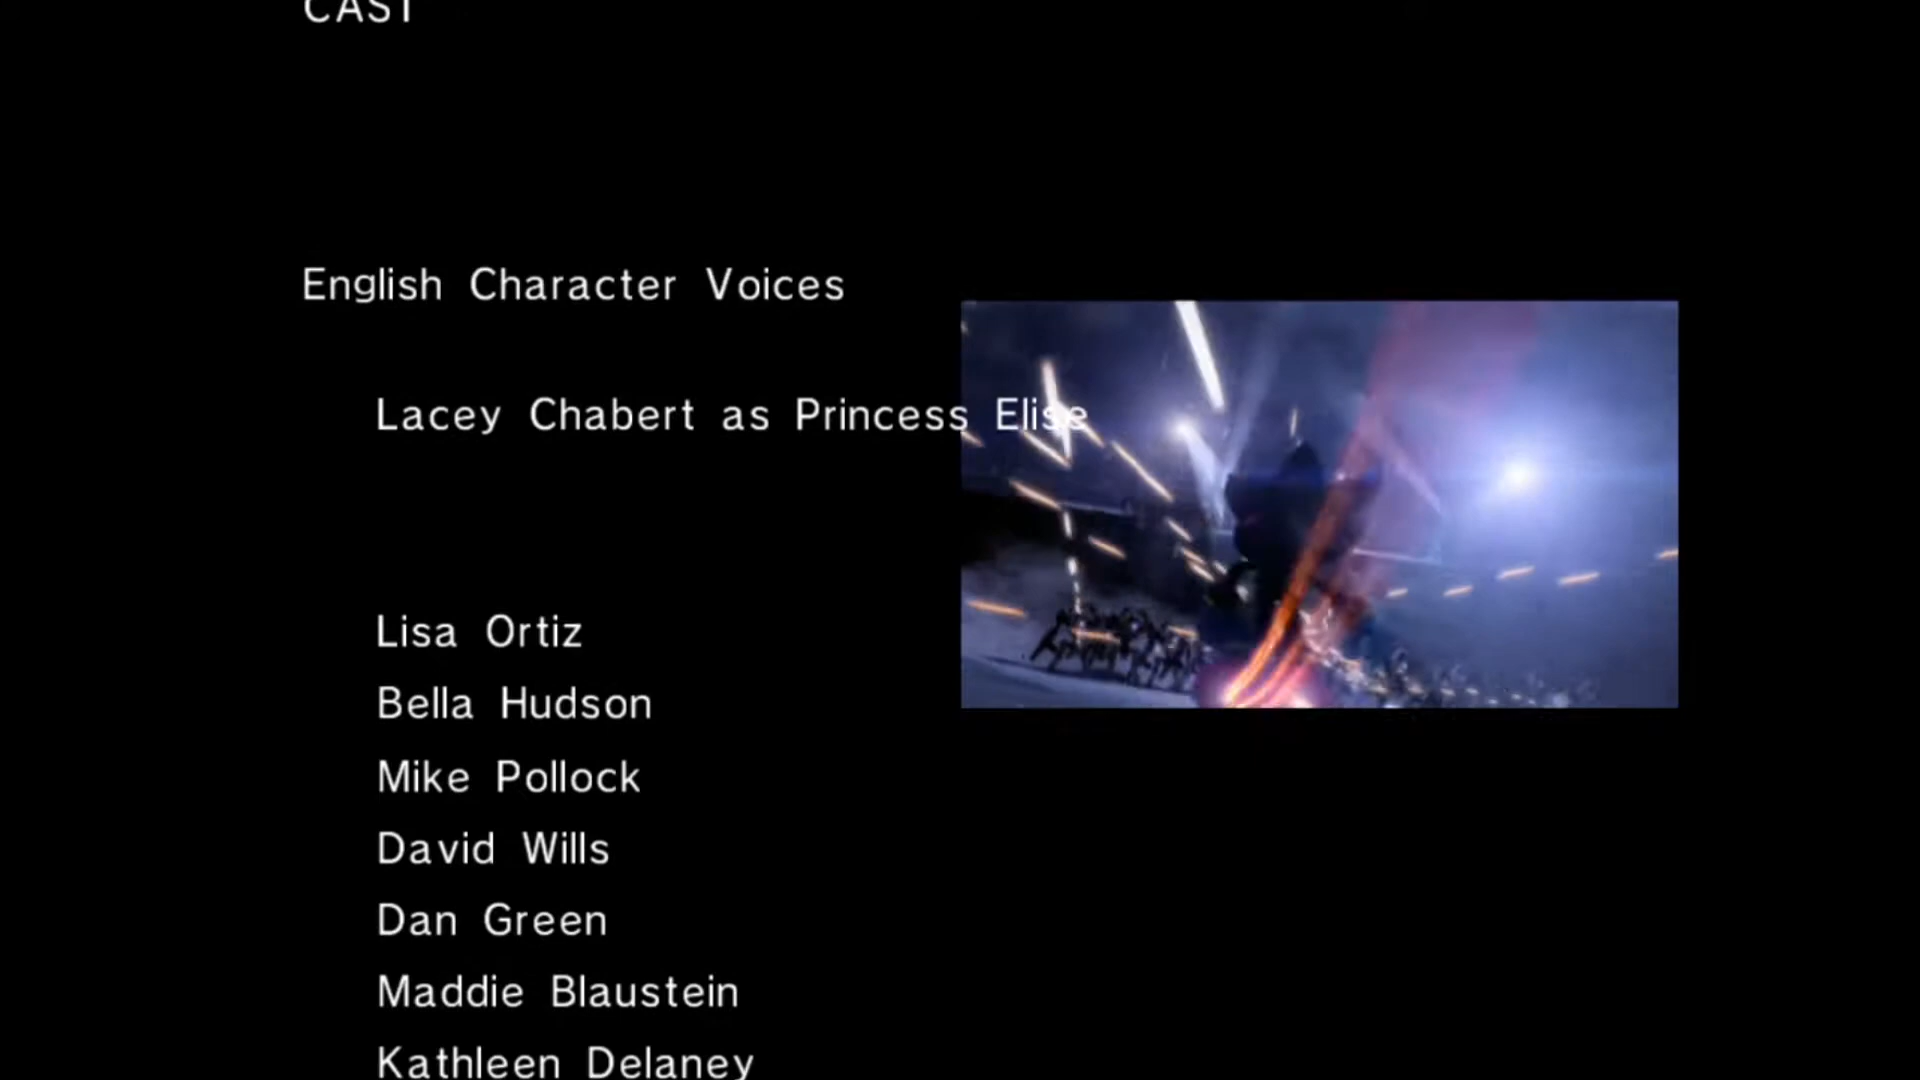 CAST
English Character Voices
Lacey Chabert as Princess Elise
Lisa Ortiz
Bella Hudson
Mike Pollock
David Wills
Dan Green
Maddie Blaustein
Kathleen Delaney